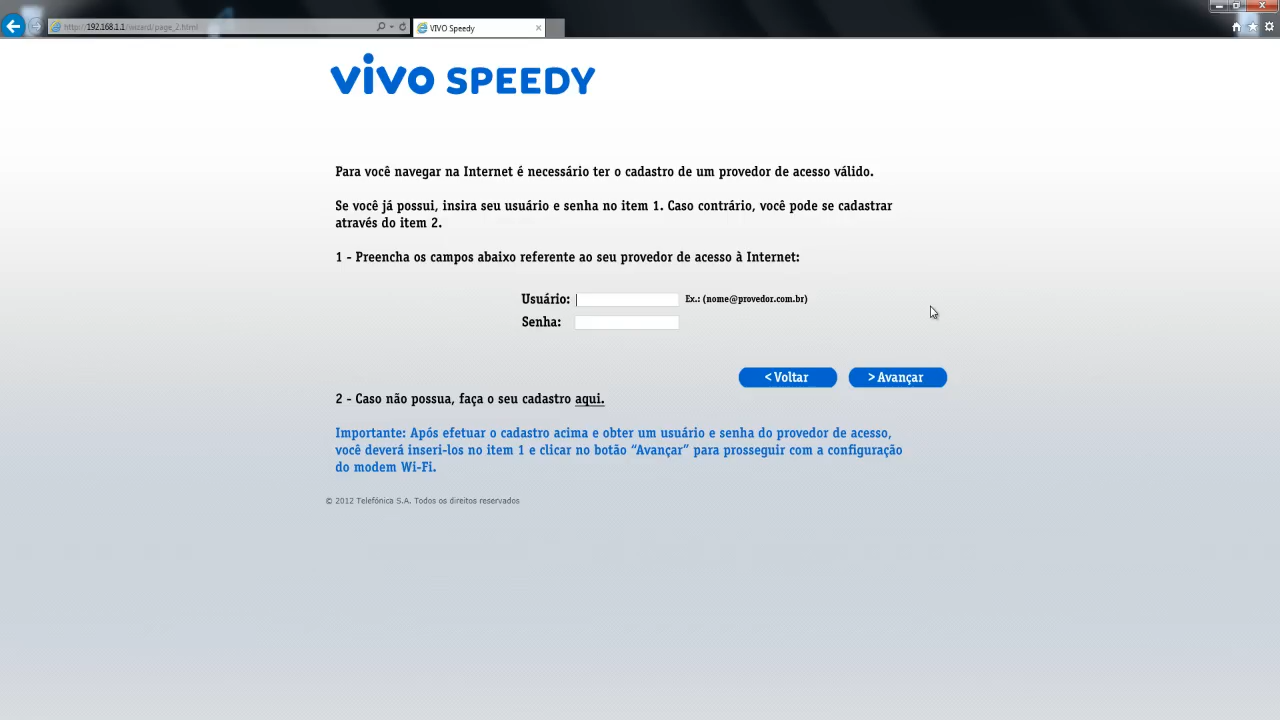 http://192.168.1.1/wizard/page_2.html
VIVO Speedy
vivo SPEEDY
Para você navegar na Internet é necessário ter o cadastro de um provedor de acesso válido.
Se você já possui, insira seu usuário e senha no item 1. Caso contrário, você pode se cadastrar
através do item 2.
1 - Preencha os campos abaixo referente ao seu provedor de acesso à Internet:
Usuário:
Ex.: (nome@provedor.com.br)
Senha:
< Voltar
> Avançar
2 - Caso não possua, faça o seu cadastro aqui.
Importante: Após efetuar o cadastro acima e obter um usuário e senha do provedor de acesso,
você deverá inseri-los no item 1 e clicar no botão “Avançar” para prosseguir com a configuração
do modem Wi-Fi.
© 2012 Telefónica S.A. Todos os direitos reservados